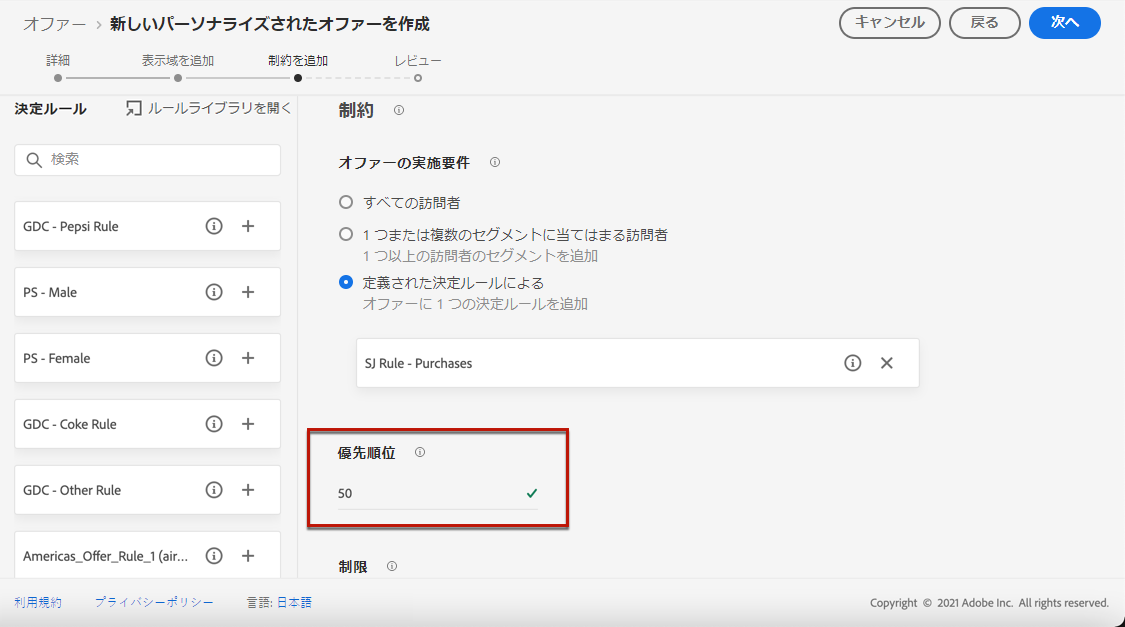 オファー > 新しいパーソナライズされたオファーを作成
キャンセル 戻る 次へ
詳細 表示域を追加 制約を追加 レビュー
決定ルール ルールライブラリを開く
検索
GDC - Pepsi Rule
PS - Male
PS - Female
GDC - Coke Rule
GDC - Other Rule
Americas_Offer_Rule_1 (air...
制約
オファーの実施要件
すべての訪問者
1 つまたは複数のセグメントに当てはまる訪問者
1 つ以上の訪問者のセグメントを追加
定義された決定ルールによる
オファーに 1 つの決定ルールを追加
SJ Rule - Purchases
優先順位
50
制限
利用規約 プライバシーポリシー 言語: 日本語
Copyright © 2021 Adobe Inc. All rights reserved.